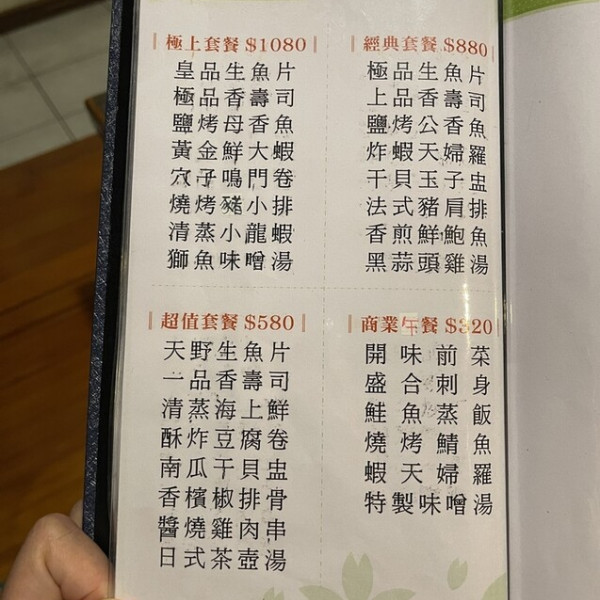 極上套餐 $1080
皇品生魚片
極品香壽司
鹽烤母香魚
黃金鮮大蝦
穴子鳴門卷
燒烤豬小排
清蒸小龍蝦
獅魚味噌湯
經典套餐 $880
極品生魚片
上品香壽司
鹽烤公香魚
炸蝦天婦羅
干貝玉子盅
法式豬肩排
香煎鮮鮑魚
黑蒜頭雞湯
超值套餐 $580
天野生魚片
一品香壽司
清蒸海上鮮
酥炸豆腐卷
南瓜干貝盅
香檳椒排骨
醬燒雞肉串
日式茶壺湯
商業午餐 $320
開味前菜
盛合刺身
鮭魚蒸飯
燒烤鯖魚
蝦天婦羅
特製味噌湯